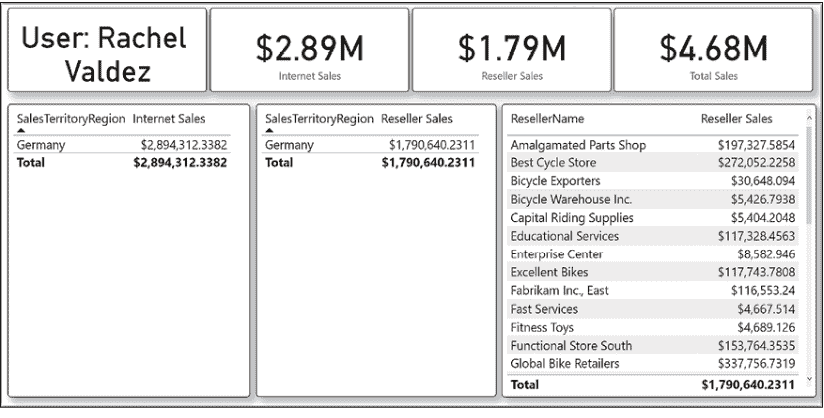 User: Rachel
Valdez
$2.89M
Internet Sales
$1.79M
Reseller Sales
$4.68M
Total Sales
SalesTerritoryRegion Internet Sales
Germany $2,894,312.3382
Total $2,894,312.3382
SalesTerritoryRegion Reseller Sales
Germany $1,790,640.2311
Total $1,790,640.2311
ResellerName Reseller Sales
Amalgamated Parts Shop $197,327.5854
Best Cycle Store $272,052.2258
Bicycle Exporters $30,648.094
Bicycle Warehouse Inc. $5,426.7938
Capital Riding Supplies $5,404.2048
Educational Services $117,328.4563
Enterprise Center $8,582.946
Excellent Bikes $117,743.7808
Fabrikam Inc., East $116,553.24
Fast Services $4,667.514
Fitness Toys $4,689.126
Functional Store South $153,764.3535
Global Bike Retailers $337,756.7319
Total $1,790,640.2311